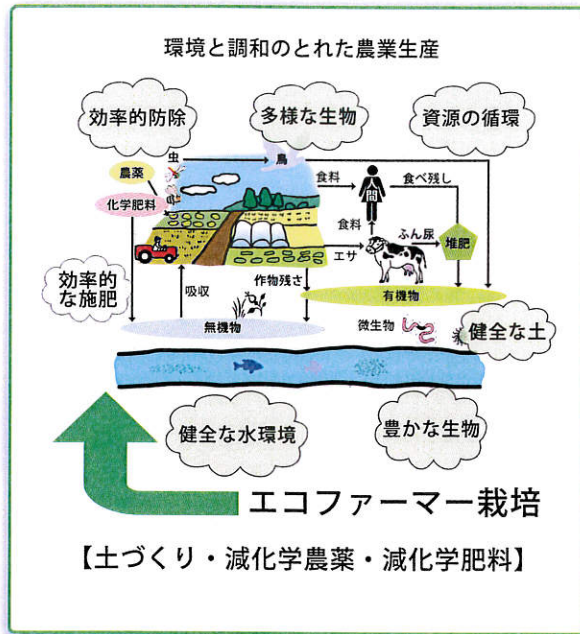 環境と調和のとれた農業生産
効率的防除
多様な生物
資源の循環
虫
鳥
農薬
化学肥料
食料
人間
食べ残し
食料
ふん尿
堆肥
エサ
効率的
な施肥
吸収
作物残さ
有機物
無機物
微生物
健全な土
健全な水環境
豊かな生物
エコファーマー栽培
【土づくり・減化学農薬・減化学肥料】